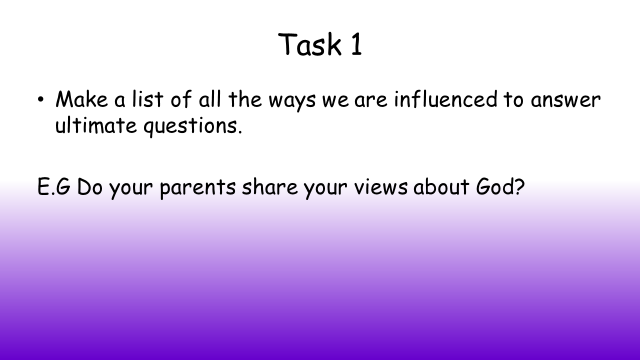 Task 1
• Make a list of all the ways we are influenced to answer
ultimate questions.
E.G Do your parents share your views about God?